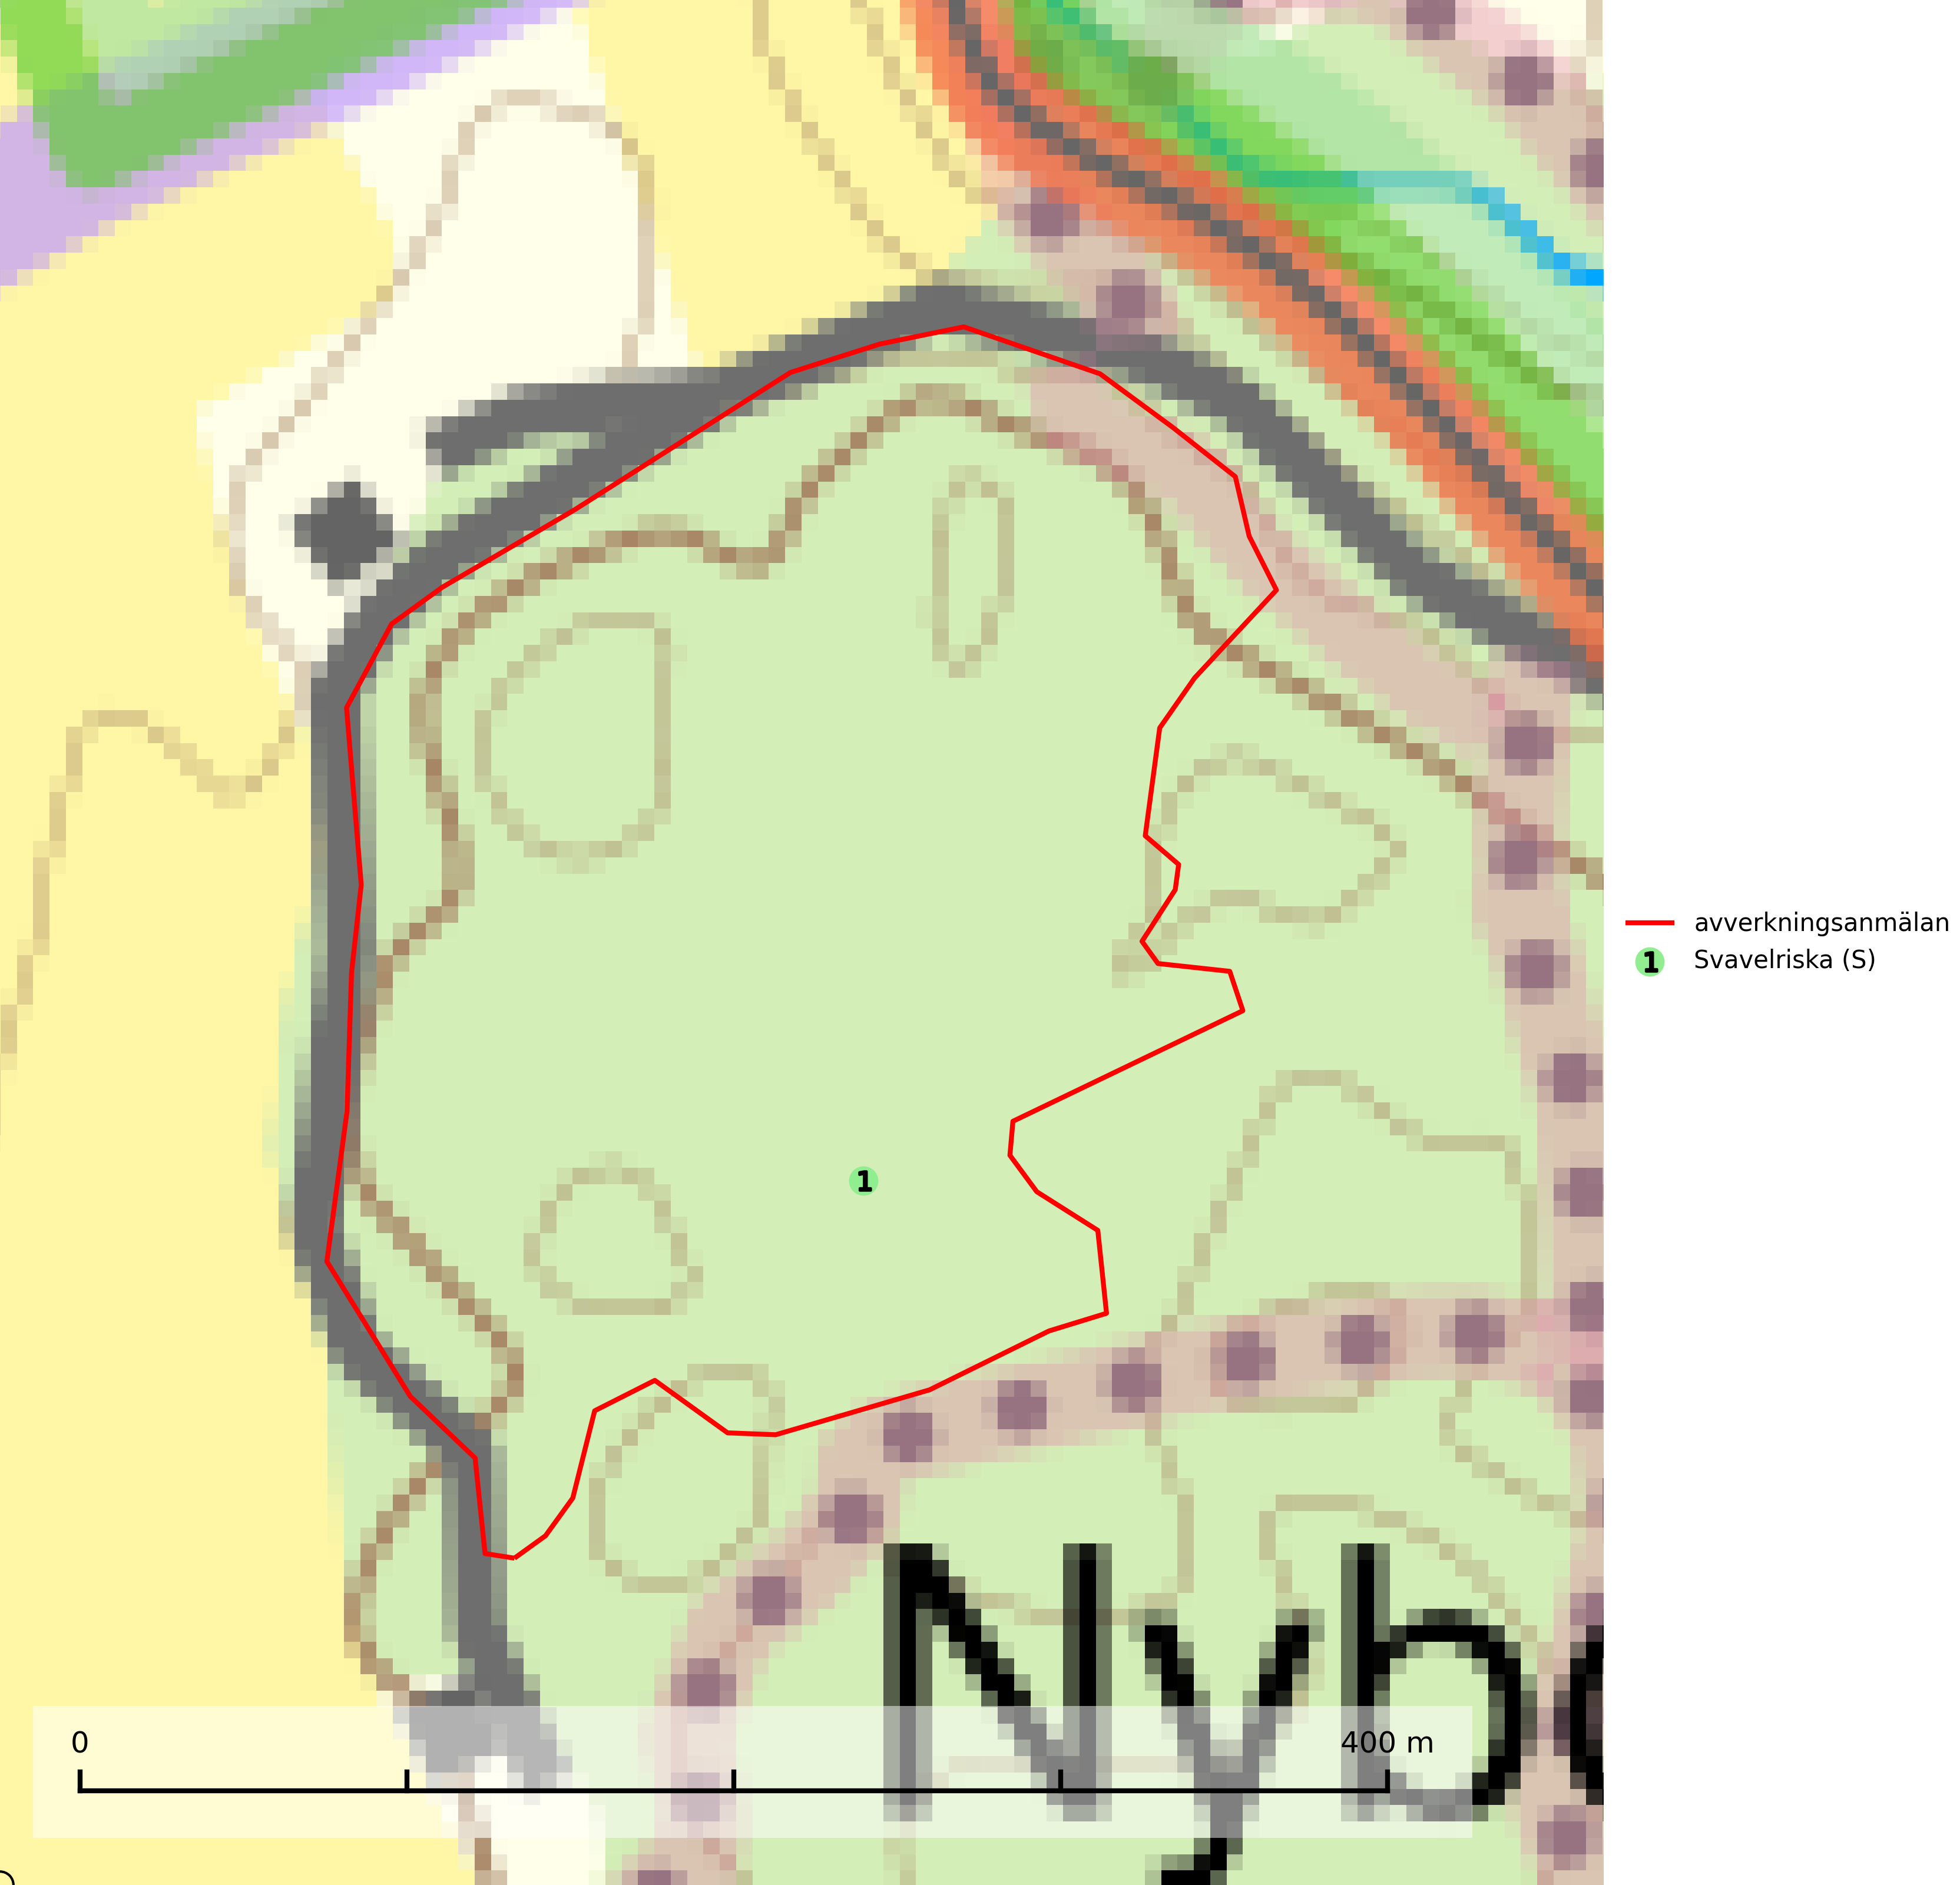 avverkningsanmälan
1 Svavelriska (S)
1
Nyb
0 400 m